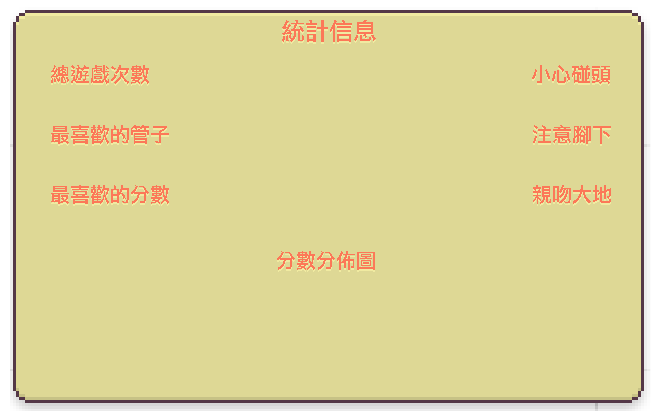 統計信息
總遊戲次數 小心碰頭
最喜歡的管子 注意腳下
最喜歡的分數 親吻大地
分數分佈圖